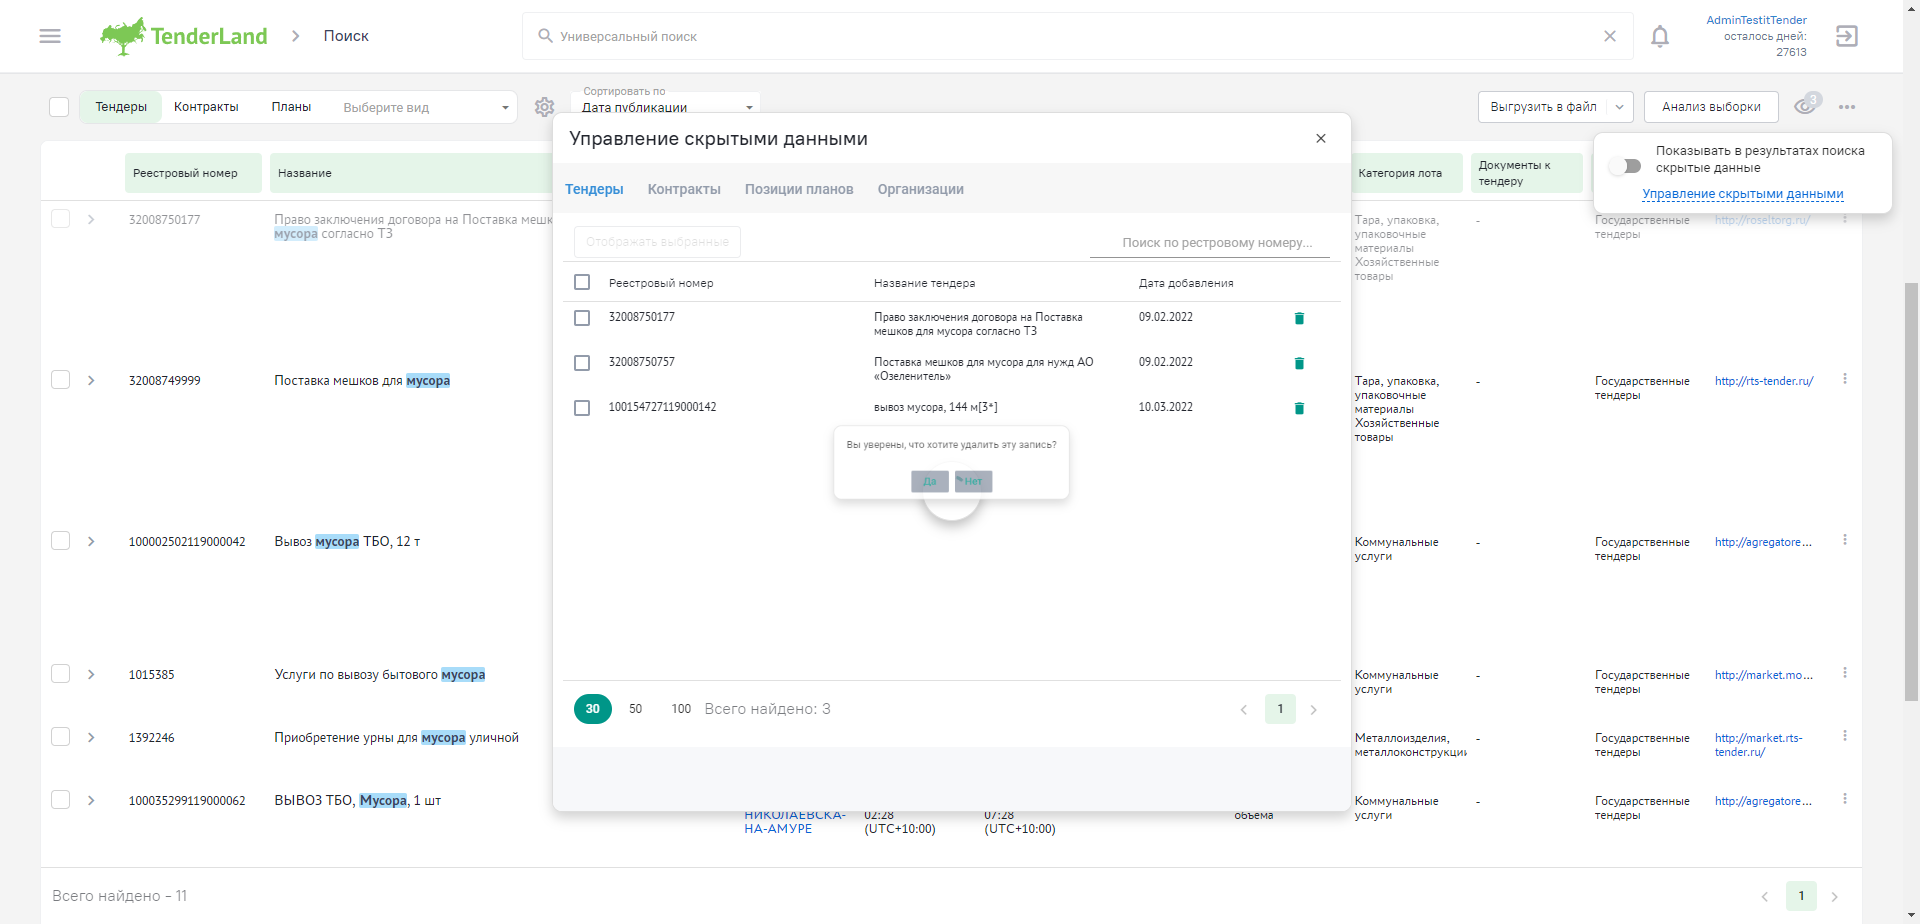 TenderLand
Поиск
Универсальный поиск
AdminTestitTender
осталось дней:
27613
Тендеры
Контракты
Планы
Выберите вид
Сортировать по
Дата публикации
Выгрузить в файл
Анализ выборки
3
Показывать в результатах поиска
скрытые данные
Управление скрытыми данными
Реестровый номер
Название
Категория лота
Документы к
тендеру
32008750177
Право заключения договора на Поставка мешк
мусора согласно ТЗ
Тара, упаковка,
упаковочные
материалы
Хозяйственные
товары
-
Государственные
тендеры
http://roseltorg.ru/
32008749999
Поставка мешков для мусора
Тара, упаковка,
упаковочные
материалы
Хозяйственные
товары
-
Государственные
тендеры
http://rts-tender.ru/
100002502119000042
Вывоз мусора ТБО, 12 т
Коммунальные
услуги
-
Государственные
тендеры
http://agregatore...
1015385
Услуги по вывозу бытового мусора
Коммунальные
услуги
-
Государственные
тендеры
http://market.mo...
1392246
Приобретение урны для мусора уличной
Металлоизделия,
металлоконструкции
-
Государственные
тендеры
http://market.rts-
tender.ru/
100035299119000062
ВЫВОЗ ТБО, Мусора, 1 шт
НИКОЛАЕВСКА-
НА-АМУРЕ
02:28
(UTC+10:00)
07:28
(UTC+10:00)
объема
Коммунальные
услуги
-
Государственные
тендеры
http://agregatore...
Всего найдено - 11
1
Управление скрытыми данными
Тендеры
Контракты
Позиции планов
Организации
Отображать выбранные
Поиск по рестровому номеру...
Реестровый номер
Название тендера
Дата добавления
32008750177
Право заключения договора на Поставка
мешков для мусора согласно ТЗ
09.02.2022
32008750757
Поставка мешков для мусора для нужд АО
«Озеленитель»
09.02.2022
100154727119000142
вывоз мусора, 144 м[3*]
10.03.2022
Вы уверены, что хотите удалить эту запись?
Да
Нет
30
50
100
Всего найдено: 3
1